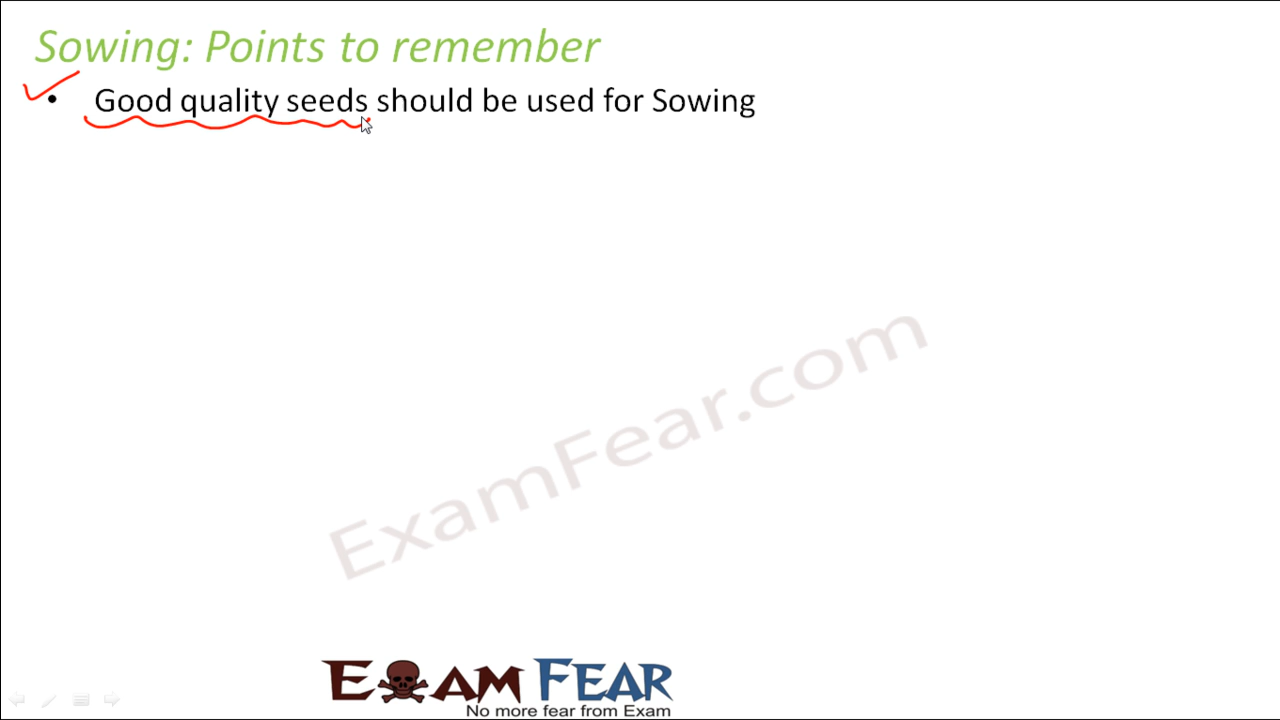 Sowing: Points to remember
• Good quality seeds should be used for Sowing
ExamFear.com
EXAM FEAR
No more fear from Exam